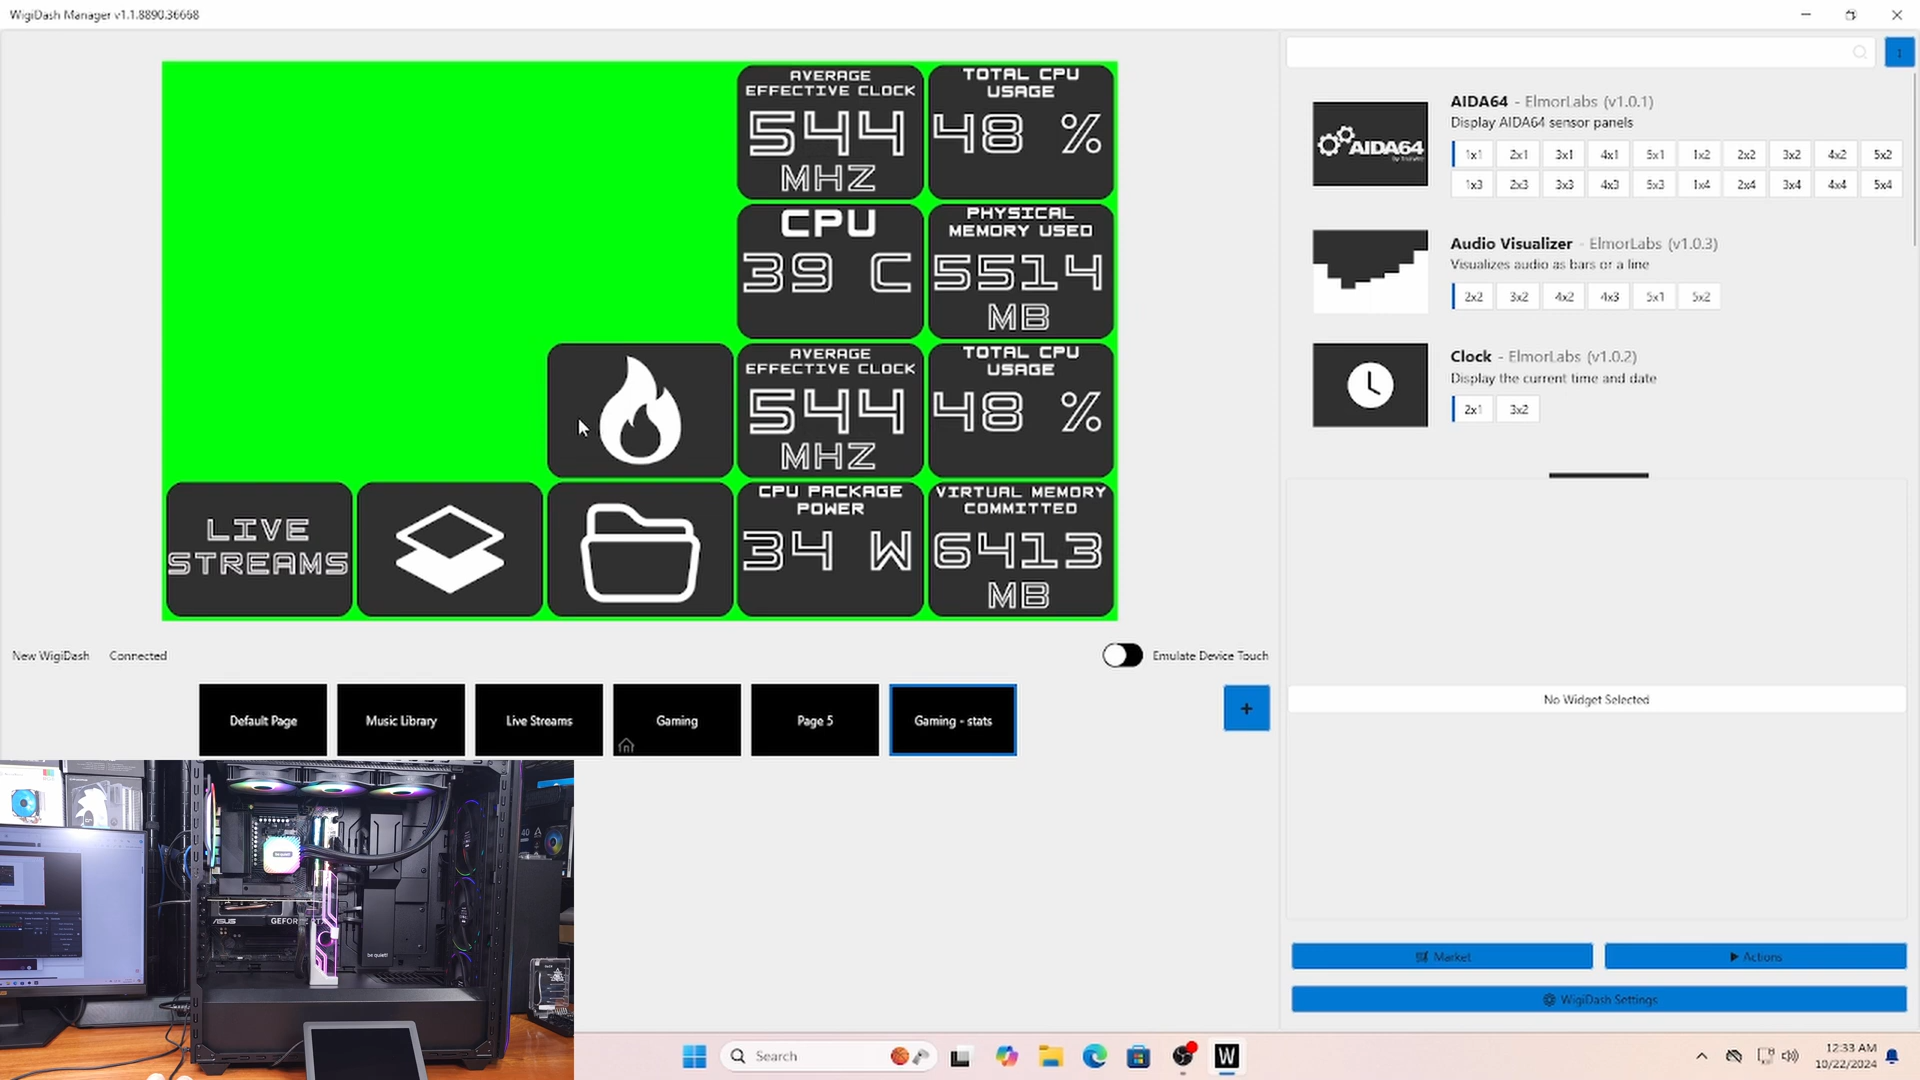 WigiDash Manager v1.1.8890.36668
AVERAGE
EFFECTIVE CLOCK
544
MHZ
TOTAL CPU
USAGE
48 %
CPU
39 C
PHYSICAL
MEMORY USED
5514
MB
AVERAGE
EFFECTIVE CLOCK
544
MHZ
TOTAL CPU
USAGE
48 %
LIVE
STREAMS
CPU PACKAGE
POWER
34 W
VIRTUAL MEMORY
COMMITTED
6413
MB
New WigiDash Connected
Emulate Device Touch
Default Page
Music Library
Live Streams
Gaming
Page 5
Gaming - stats
+
AIDA64
AIDA64 - ElmorLabs (v1.0.1)
Display AIDA64 sensor panels
1x1 2x1 3x1 4x1 5x1 1x2 2x2 3x2 4x2 5x2
1x3 2x3 3x3 4x3 5x3 1x4 2x4 3x4 4x4 5x4
Audio Visualizer - ElmorLabs (v1.0.3)
Visualizes audio as bars or a line
2x2 3x2 4x2 4x3 5x1 5x2
Clock - ElmorLabs (v1.0.2)
Display the current time and date
2x1 3x2
No Widget Selected
Market
Actions
WigiDash Settings
ASUS
be quiet!
40
Search
W
12:33 AM
10/22/2024